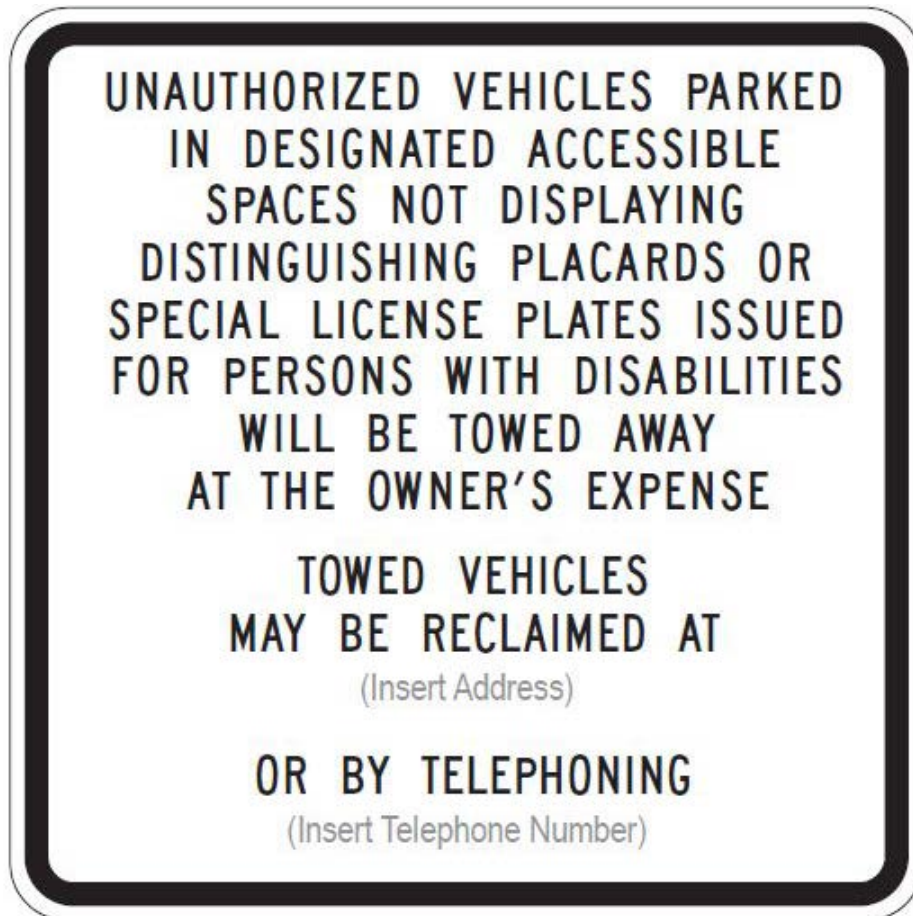 UNAUTHORIZED VEHICLES PARKED
IN DESIGNATED ACCESSIBLE
SPACES NOT DISPLAYING
DISTINGUISHING PLACARDS OR
SPECIAL LICENSE PLATES ISSUED
FOR PERSONS WITH DISABILITIES
WILL BE TOWED AWAY
AT THE OWNER'S EXPENSE
TOWED VEHICLES
MAY BE RECLAIMED AT
(Insert Address)
OR BY TELEPHONING
(Insert Telephone Number)